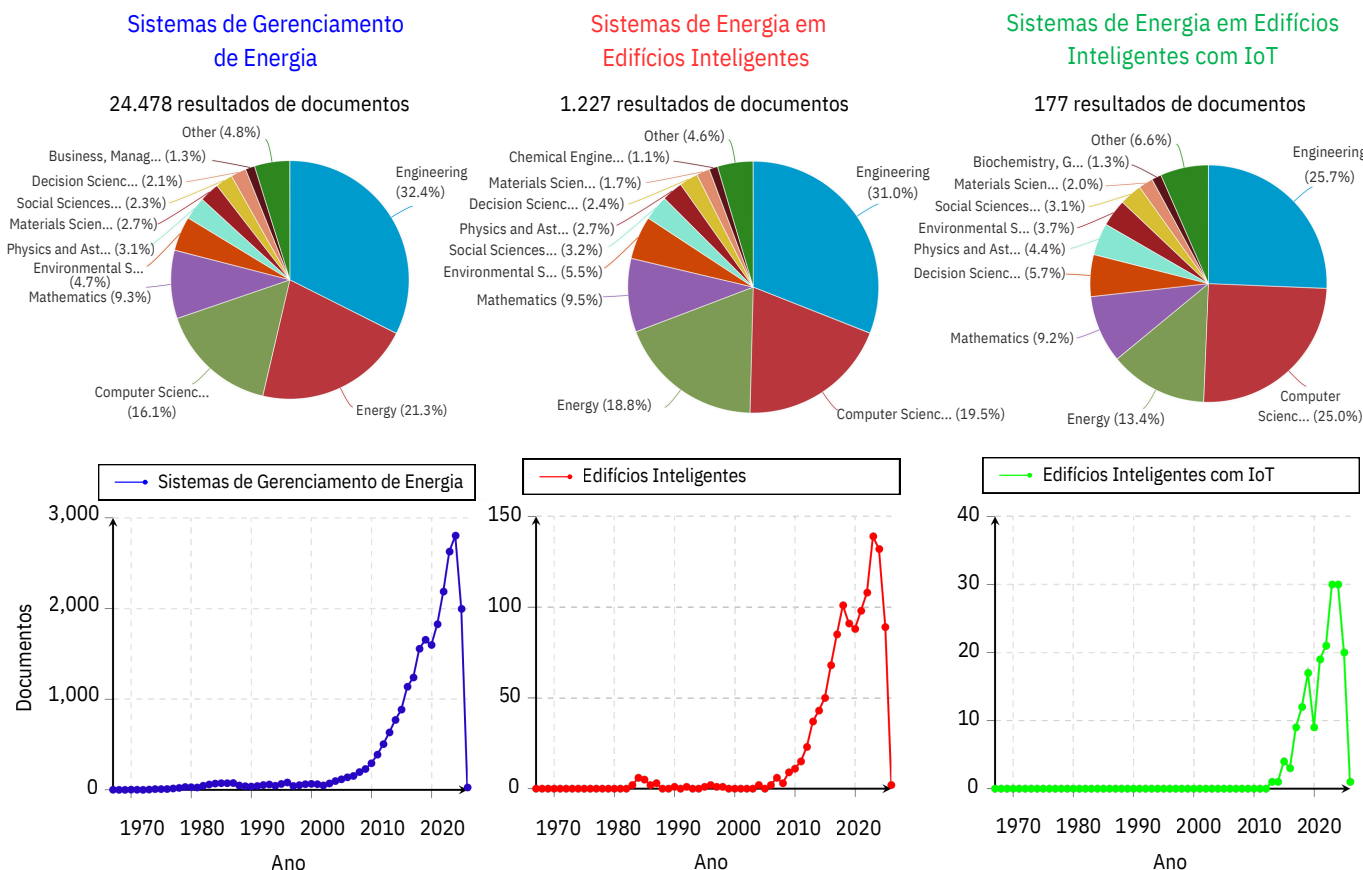 Sistemas de Gerenciamento
de Energia
24.478 resultados de documentos
Other (4.8%)
Business, Manag... (1.3%)
Decision Scienc... (2.1%)
Social Sciences... (2.3%)
Materials Scien... (2.7%)
Physics and Ast... (3.1%)
Environmental S...
(4.7%)
Mathematics (9.3%)
Computer Scienc...
(16.1%)
Energy (21.3%)
Engineering
(32.4%)
Sistemas de Energia em
Edifícios Inteligentes
1.227 resultados de documentos
Other (4.6%)
Chemical Engine... (1.1%)
Materials Scien... (1.7%)
Decision Scienc... (2.4%)
Physics and Ast... (2.7%)
Social Sciences... (3.2%)
Environmental S... (5.5%)
Mathematics (9.5%)
Energy (18.8%)
Computer Scienc... (19.5%)
Engineering
(31.0%)
Sistemas de Energia em Edifícios
Inteligentes com IoT
177 resultados de documentos
Other (6.6%)
Biochemistry, G... (1.3%)
Materials Scien... (2.0%)
Social Sciences... (3.1%)
Environmental S... (3.7%)
Physics and Ast... (4.4%)
Decision Scienc... (5.7%)
Mathematics (9.2%)
Energy (13.4%)
Computer
Scienc... (25.0%)
Engineering
(25.7%)
Sistemas de Gerenciamento de Energia
3,000
2,000
1,000
0
Documentos
1970 1980 1990 2000 2010 2020
Ano
Edifícios Inteligentes
150
100
50
0
1970 1980 1990 2000 2010 2020
Ano
Edifícios Inteligentes com IoT
40
30
20
10
0
1970 1980 1990 2000 2010 2020
Ano